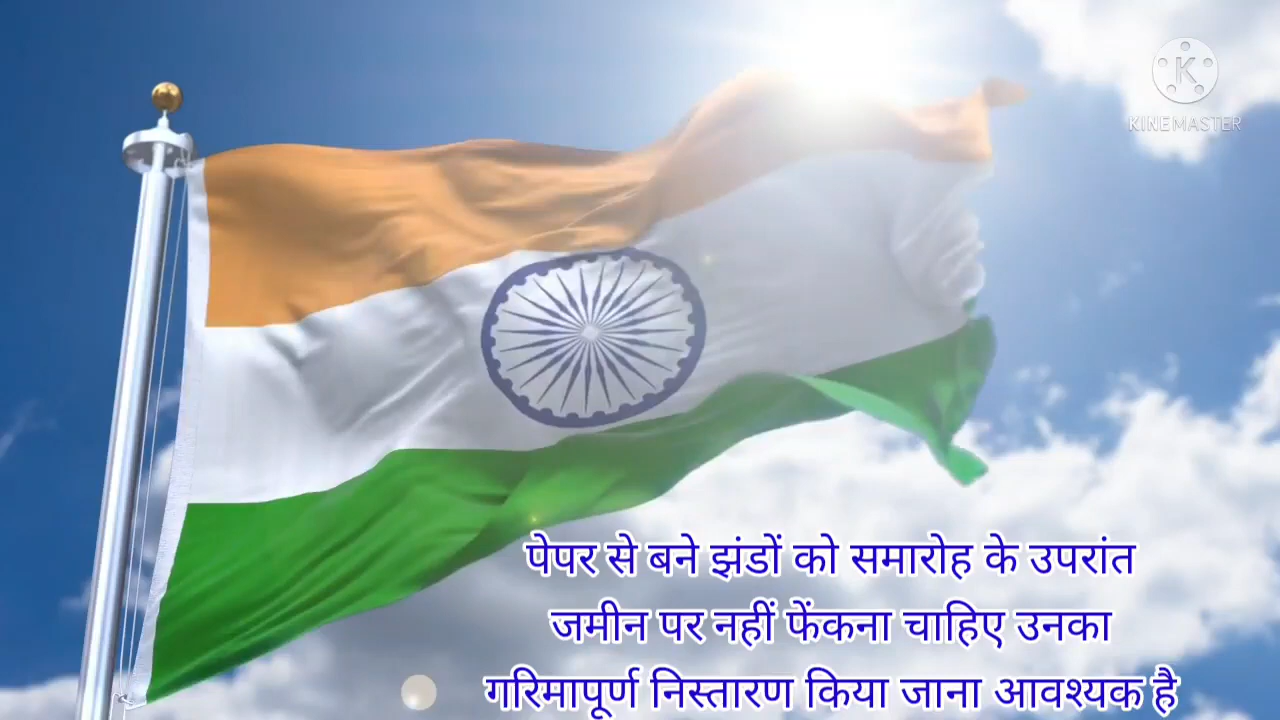 KINEMASTER
पेपर से बने झंडों को समारोह के उपरांत
जमीन पर नहीं फेंकना चाहिए उनका
गरिमापूर्ण निस्तारण किया जाना आवश्यक है